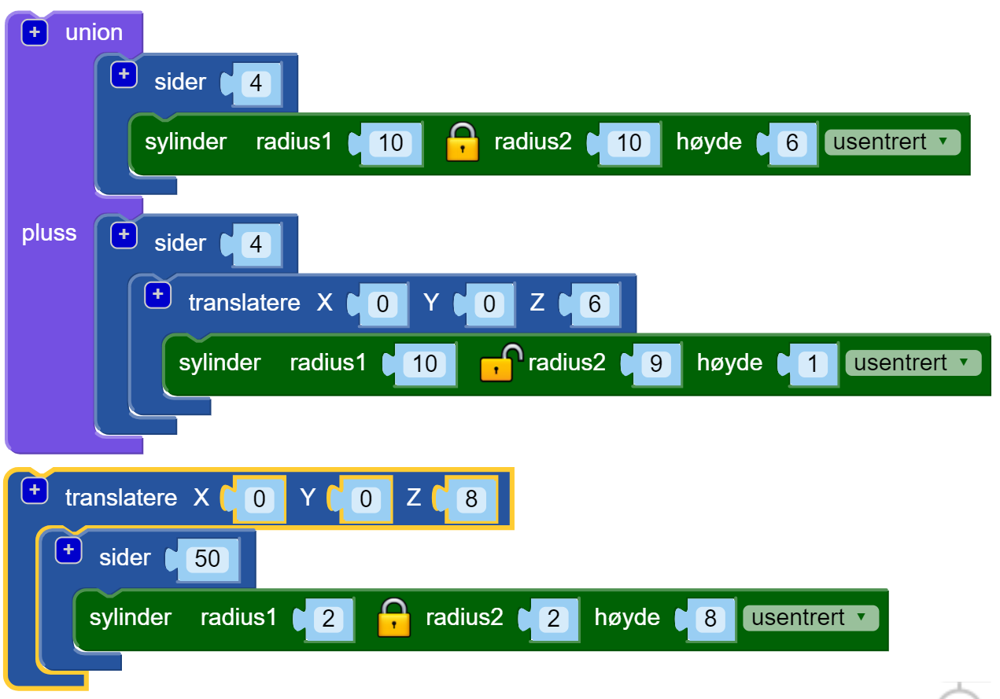 + union
+ sider 4
sylinder radius1 10 radius2 10 høyde 6 usentrert ▼
pluss + sider 4
+ translatere X 0 Y 0 Z 6
sylinder radius1 10 radius2 9 høyde 1 usentrert ▼
+ translatere X 0 Y 0 Z 8
+ sider 50
sylinder radius1 2 radius2 2 høyde 8 usentrert ▼